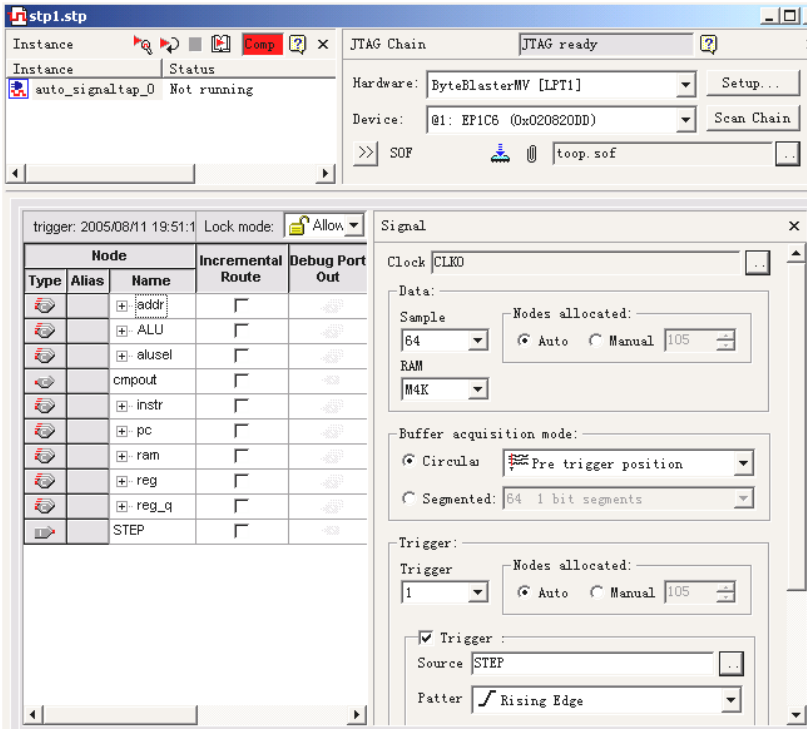 stp1.stp
Instance Comp
Instance Status
auto_signaltap_0 Not running
JTAG Chain JTAG ready
Hardware: ByteBlasterMV [LPT1] Setup...
Device: @1: EP1C6 (0x020820DD) Scan Chain
>> SOF toop.sof ..
trigger: 2005/08/11 19:51:1 Lock mode: Allow
Node Incremental Route Debug Port Out
Type Alias Name
addr
ALU
alusel
cmpout
instr
pc
ram
reg
reg_q
STEP
Signal
Clock CLK0 ..
Data:
Sample
64
Nodes allocated:
Auto Manual 105
RAM
M4K
Buffer acquisition mode:
Circular Pre trigger position
Segmented: 64 1 bit segments
Trigger:
Trigger
1
Nodes allocated:
Auto Manual 105
Trigger :
Source STEP ..
Patter Rising Edge